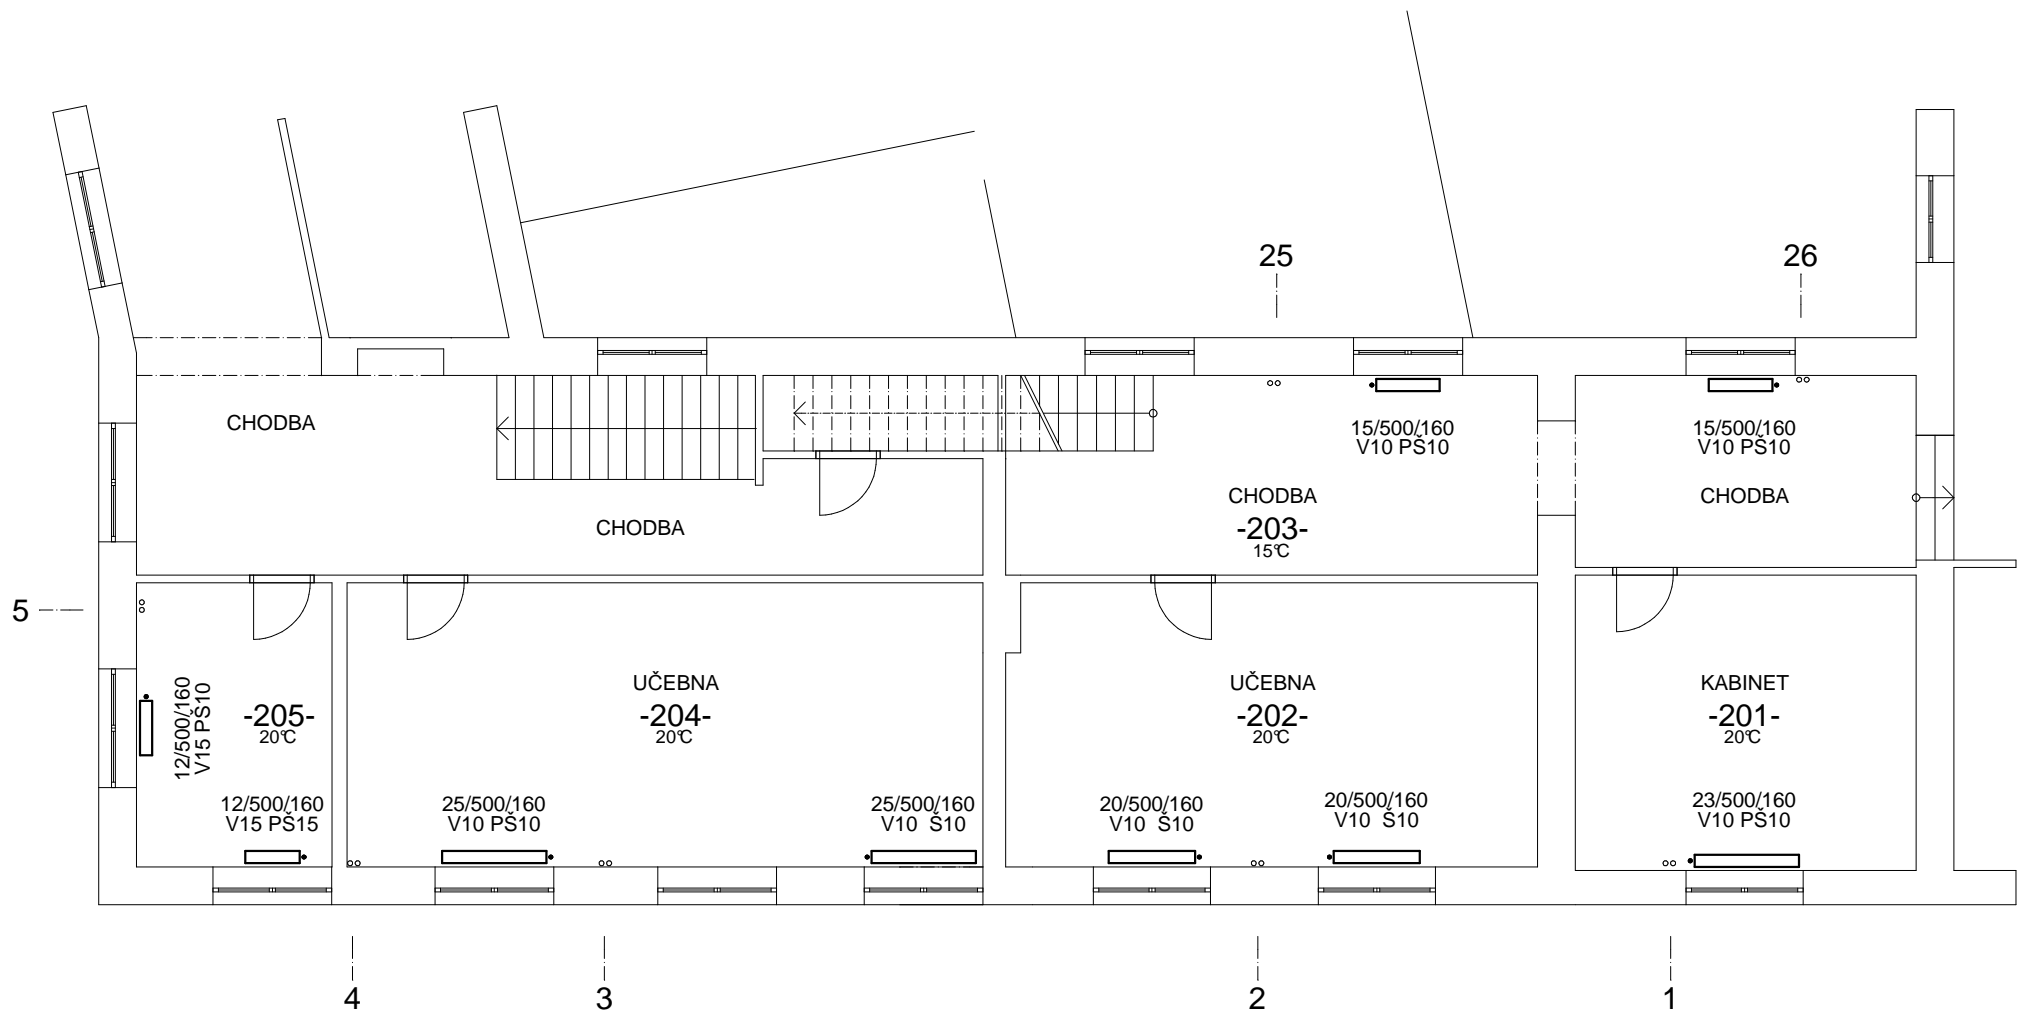 25
26
CHODBA
15/500/160
V10 PŠ10
15/500/160
V10 PŠ10
CHODBA
CHODBA
-203-
15°C
CHODBA
5
UČEBNA
-204-
20°C
UČEBNA
-202-
20°C
KABINET
-201-
20°C
12/500/160
V15 PŠ10
-205-
20°C
12/500/160
V15 PŠ15
25/500/160
V10 PŠ10
25/500/160
V10 Š10
20/500/160
V10 Š10
20/500/160
V10 Š10
23/500/160
V10 PŠ10
4
3
2
1